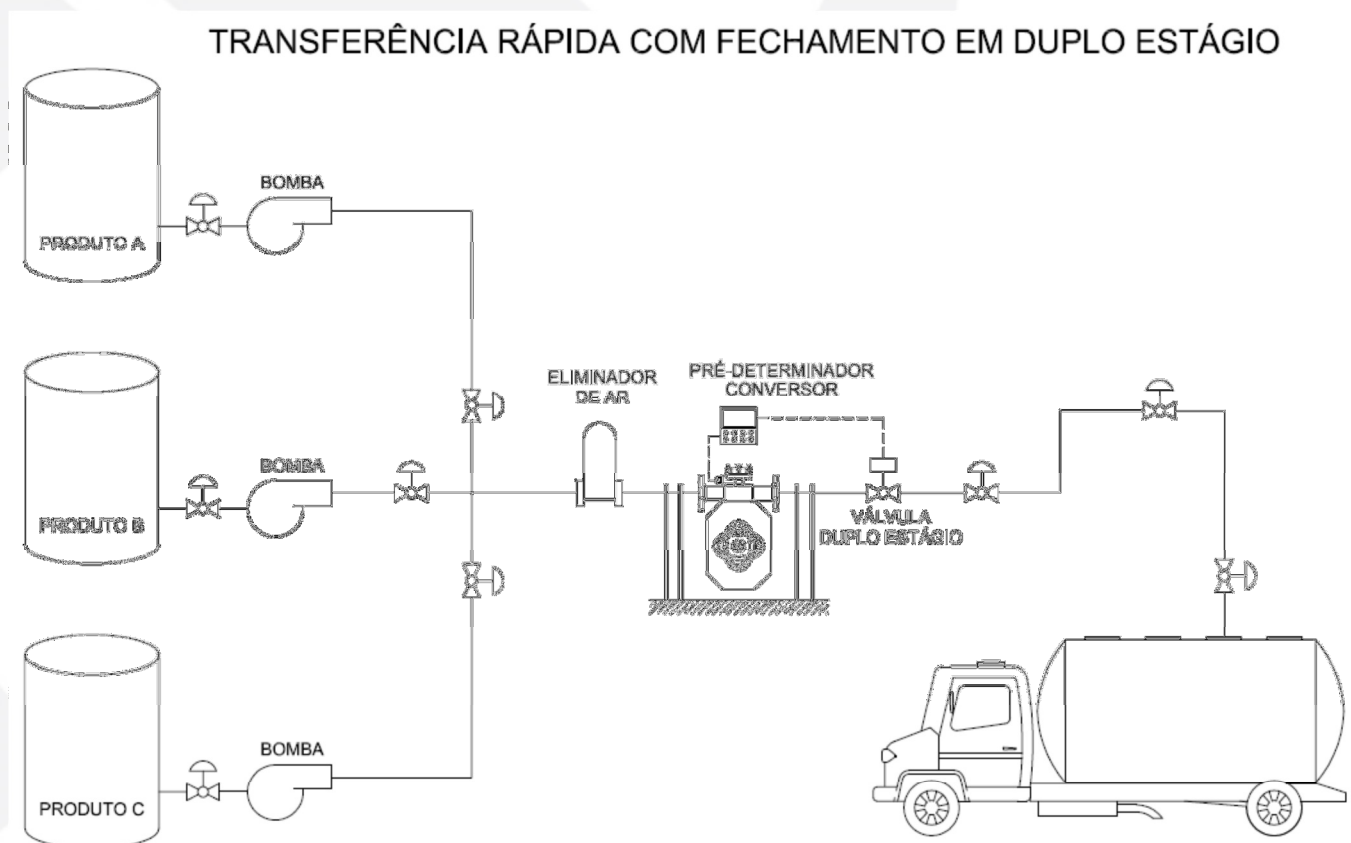 TRANSFERÊNCIA RÁPIDA COM FECHAMENTO EM DUPLO ESTÁGIO
BOMBA
PRODUTO A
ELIMINADOR
DE AR
PRÉ-DETERMINADOR
CONVERSOR
BOMBA
PRODUTO B
VÁLVULA
DUPLO ESTÁGIO
BOMBA
PRODUTO C